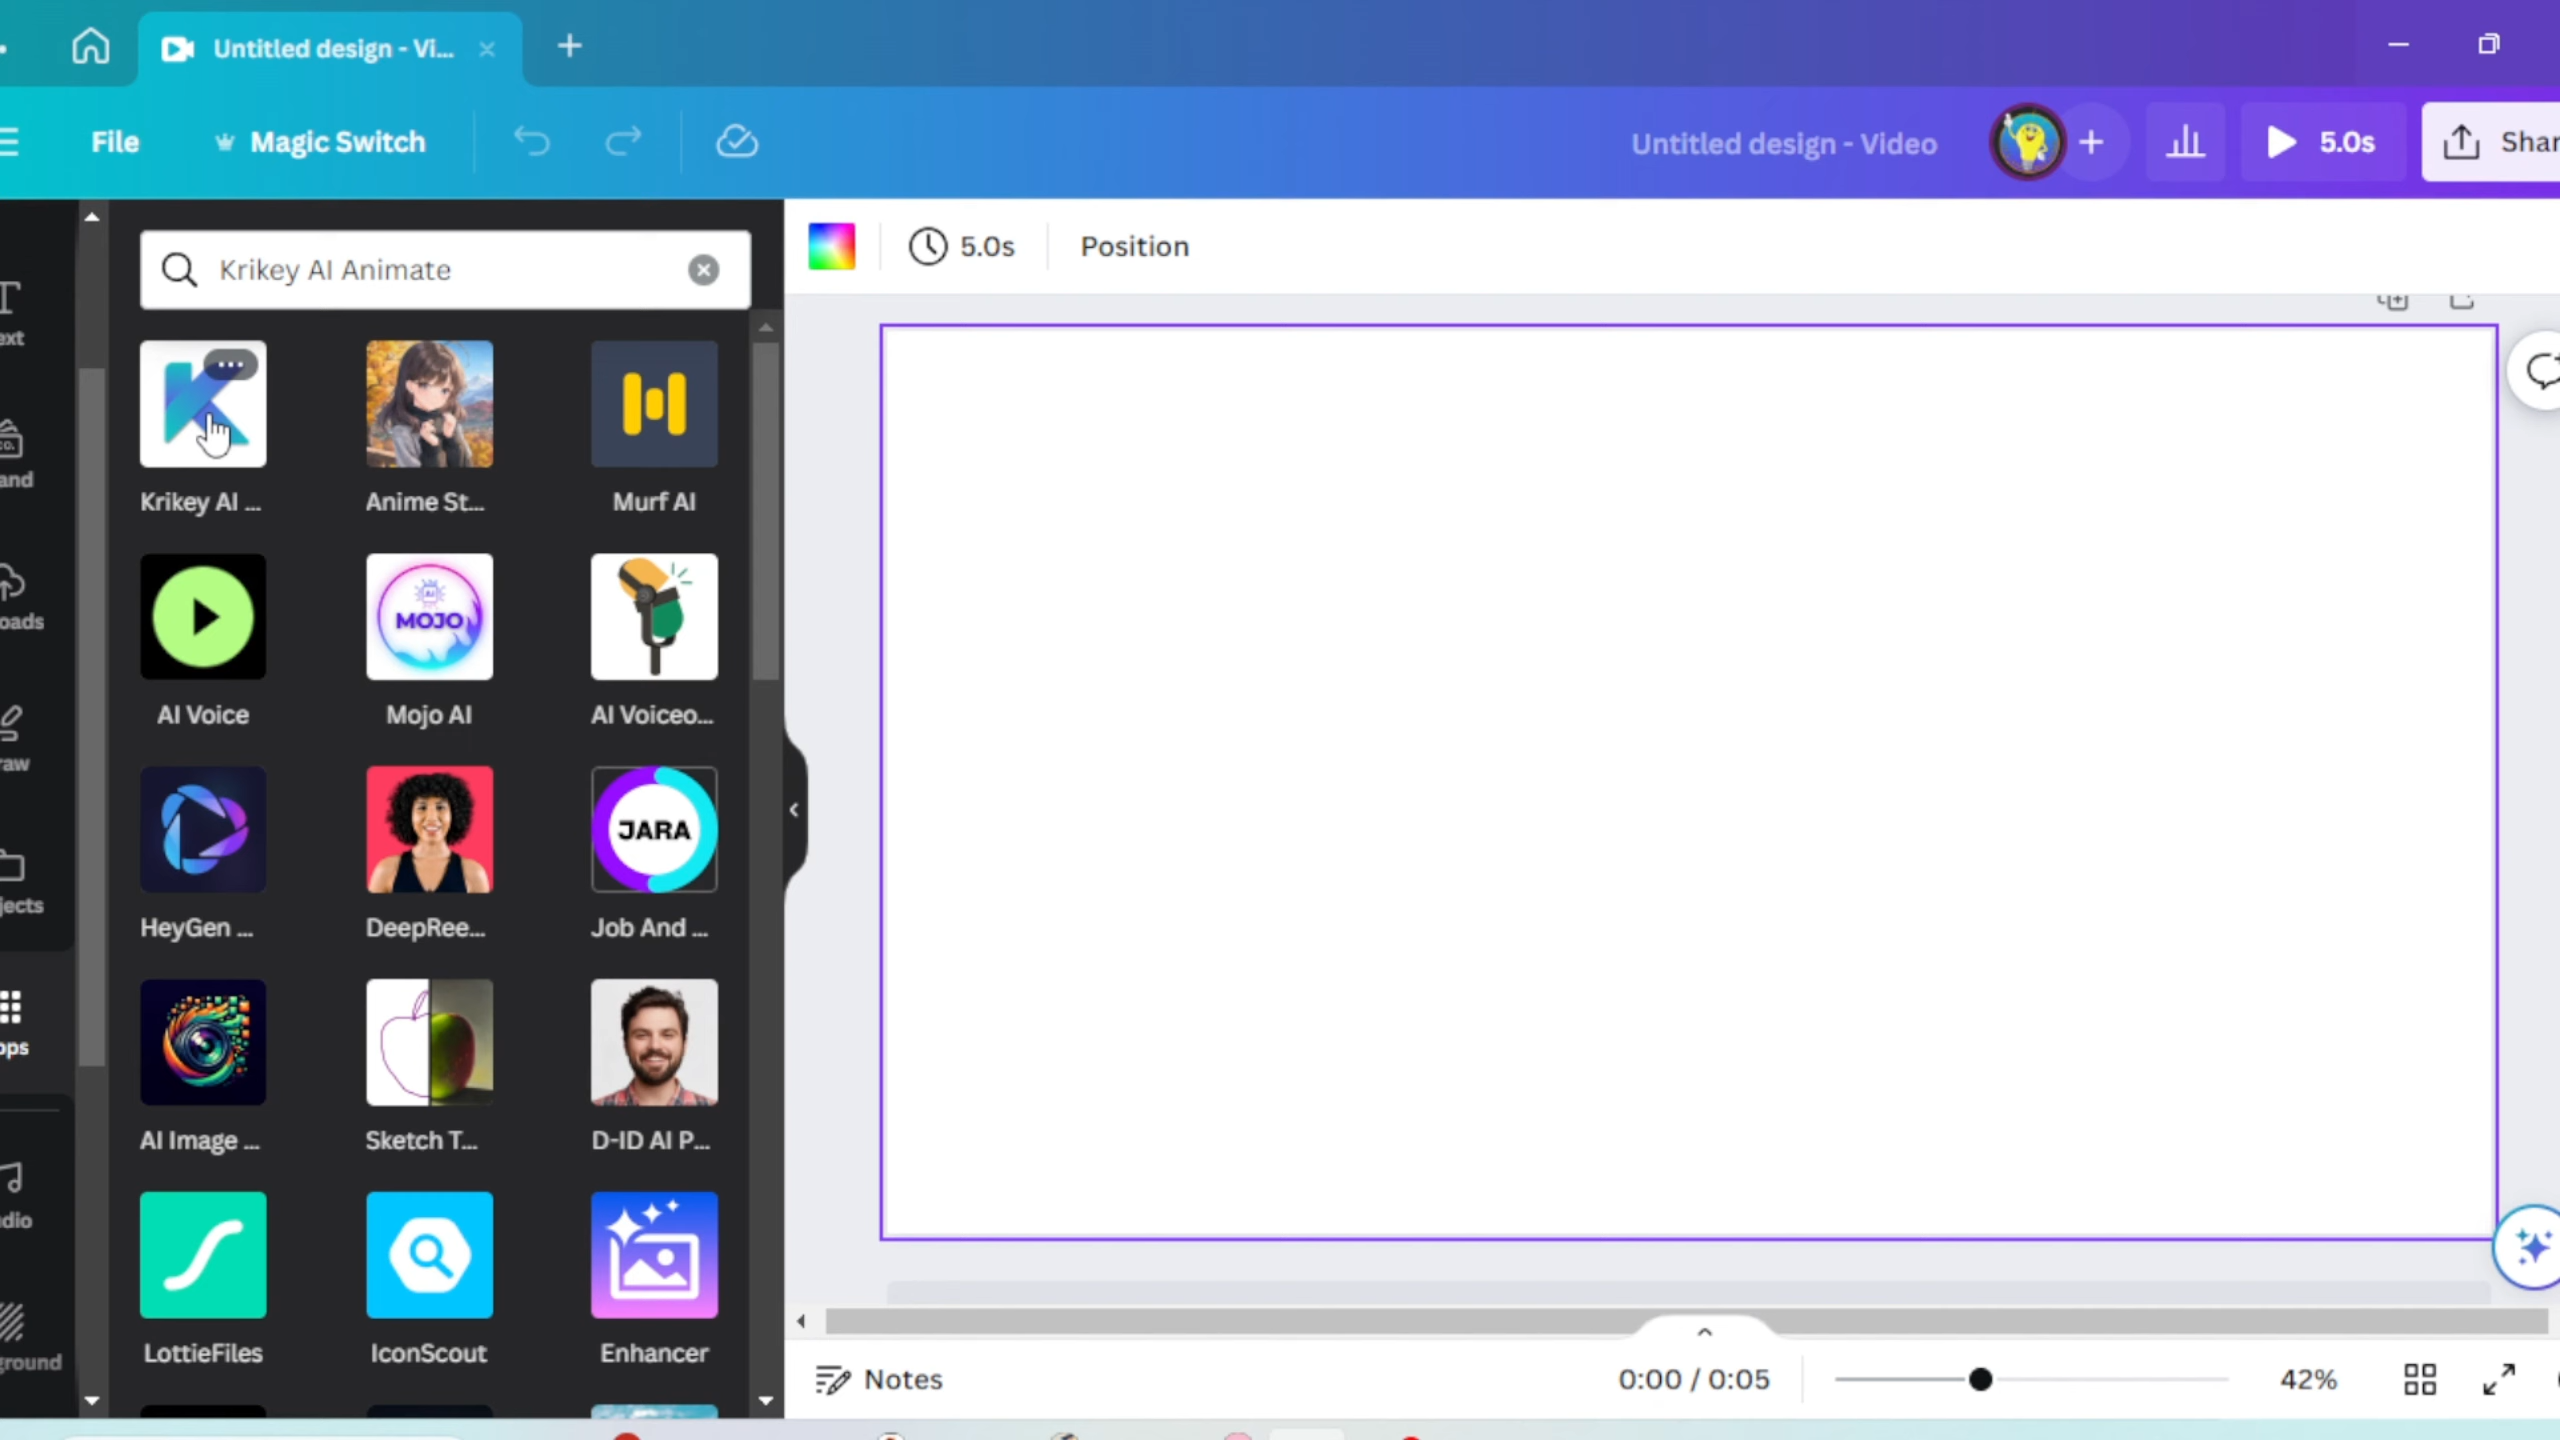 Untitled design - Vi...
File
Magic Switch
Untitled design - Video
5.0s
Shar
Krikey AI Animate
5.0s
Position
ext
and
oads
raw
jects
pps
dio
ground
Krikey AI ...
Anime St...
Murf AI
AI Voice
MOJO
Mojo AI
AI Voiceo...
HeyGen ...
DeepRee...
JARA
Job And ...
AI Image ...
Sketch T...
D-ID AI P...
LottieFiles
IconScout
Enhancer
Notes
0:00 / 0:05
42%